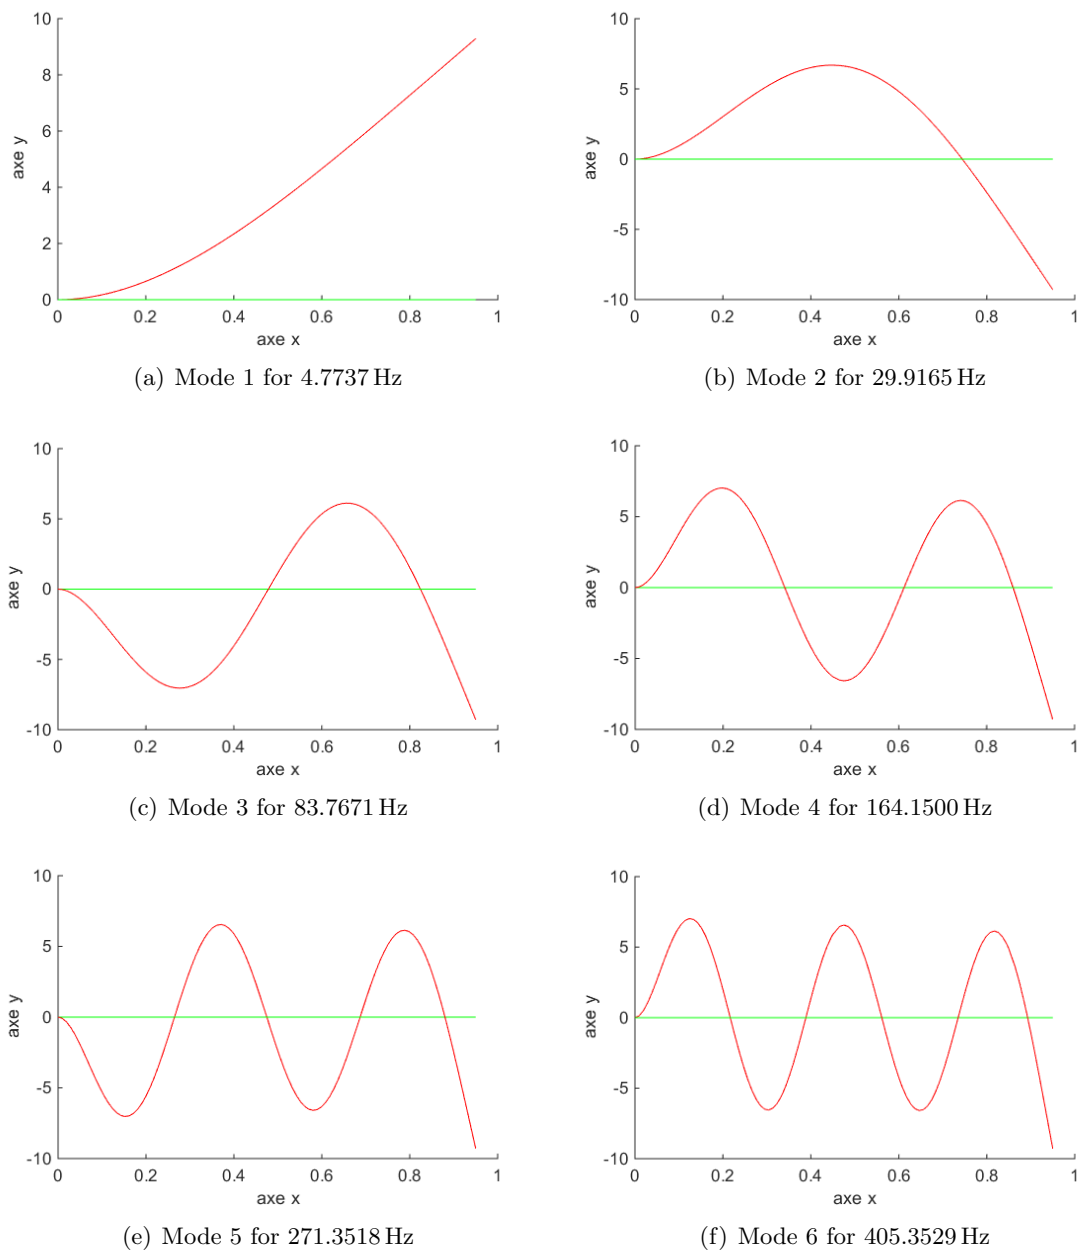 10
8
6
4
2
0
axe y
0 0.2 0.4 0.6 0.8 1
axe x
(a) Mode 1 for 4.7737 Hz
10
5
0
-5
-10
axe y
0 0.2 0.4 0.6 0.8 1
axe x
(b) Mode 2 for 29.9165 Hz
10
5
0
-5
-10
axe y
0 0.2 0.4 0.6 0.8 1
axe x
(c) Mode 3 for 83.7671 Hz
10
5
0
-5
-10
axe y
0 0.2 0.4 0.6 0.8 1
axe x
(d) Mode 4 for 164.1500 Hz
10
5
0
-5
-10
axe y
0 0.2 0.4 0.6 0.8 1
axe x
(e) Mode 5 for 271.3518 Hz
10
5
0
-5
-10
axe y
0 0.2 0.4 0.6 0.8 1
axe x
(f) Mode 6 for 405.3529 Hz